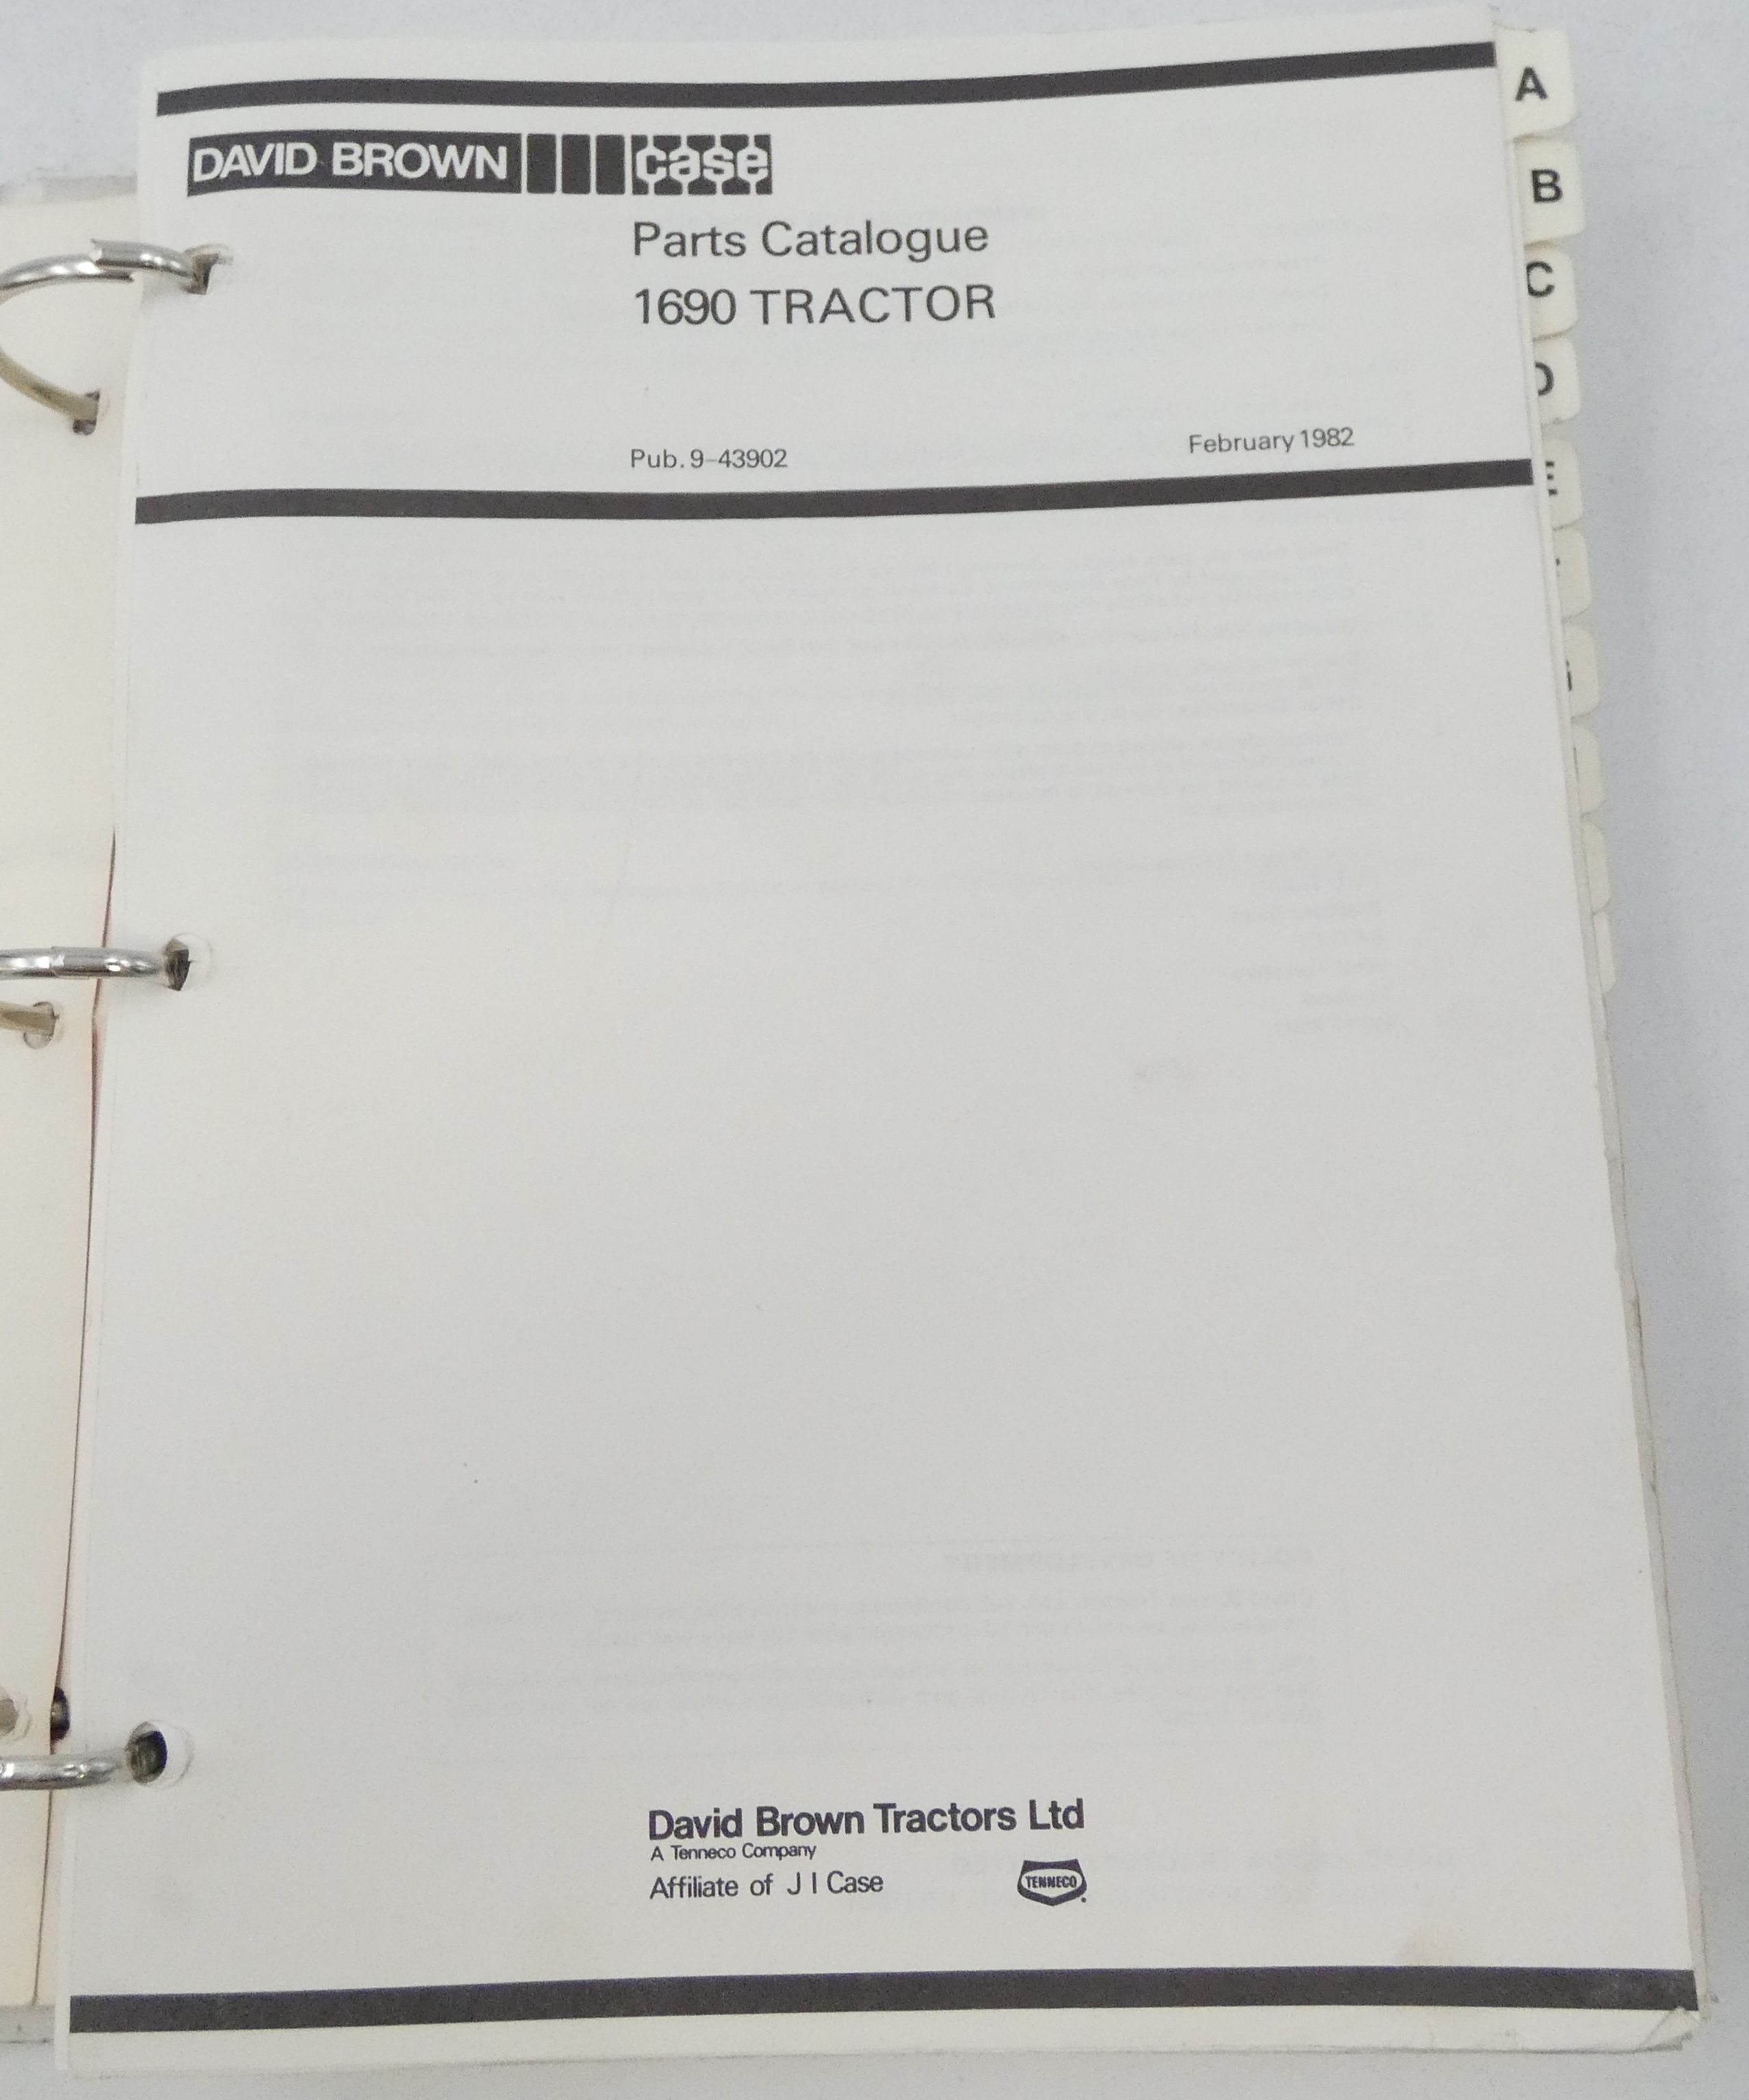 DAVID BROWN case
Parts Catalogue
1690 TRACTOR
Pub. 9-43902
February 1982
David Brown Tractors Ltd
A Tenneco Company
Affiliate of J I Case
TENNECO
A
B
C
D
E